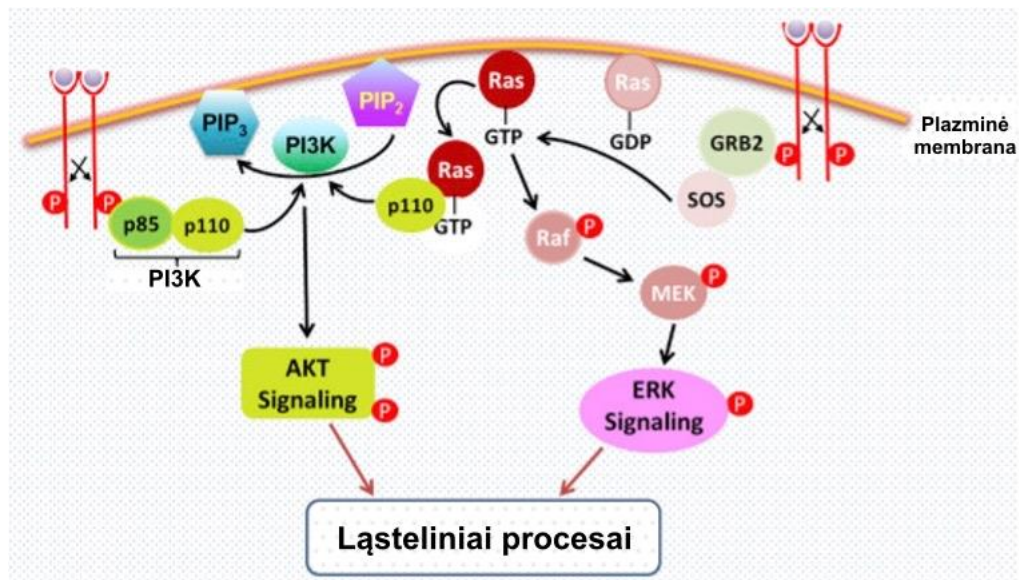 Plazminė
membrana
PIP3
PI3K
PIP2
Ras
GTP
Ras
GDP
GRB2
SOS
P
P
P
P
p85
p110
PI3K
p110
Ras
GTP
Raf
P
MEK
P
AKT
Signaling
P
P
ERK
Signaling
P
Ląsteliniai procesai